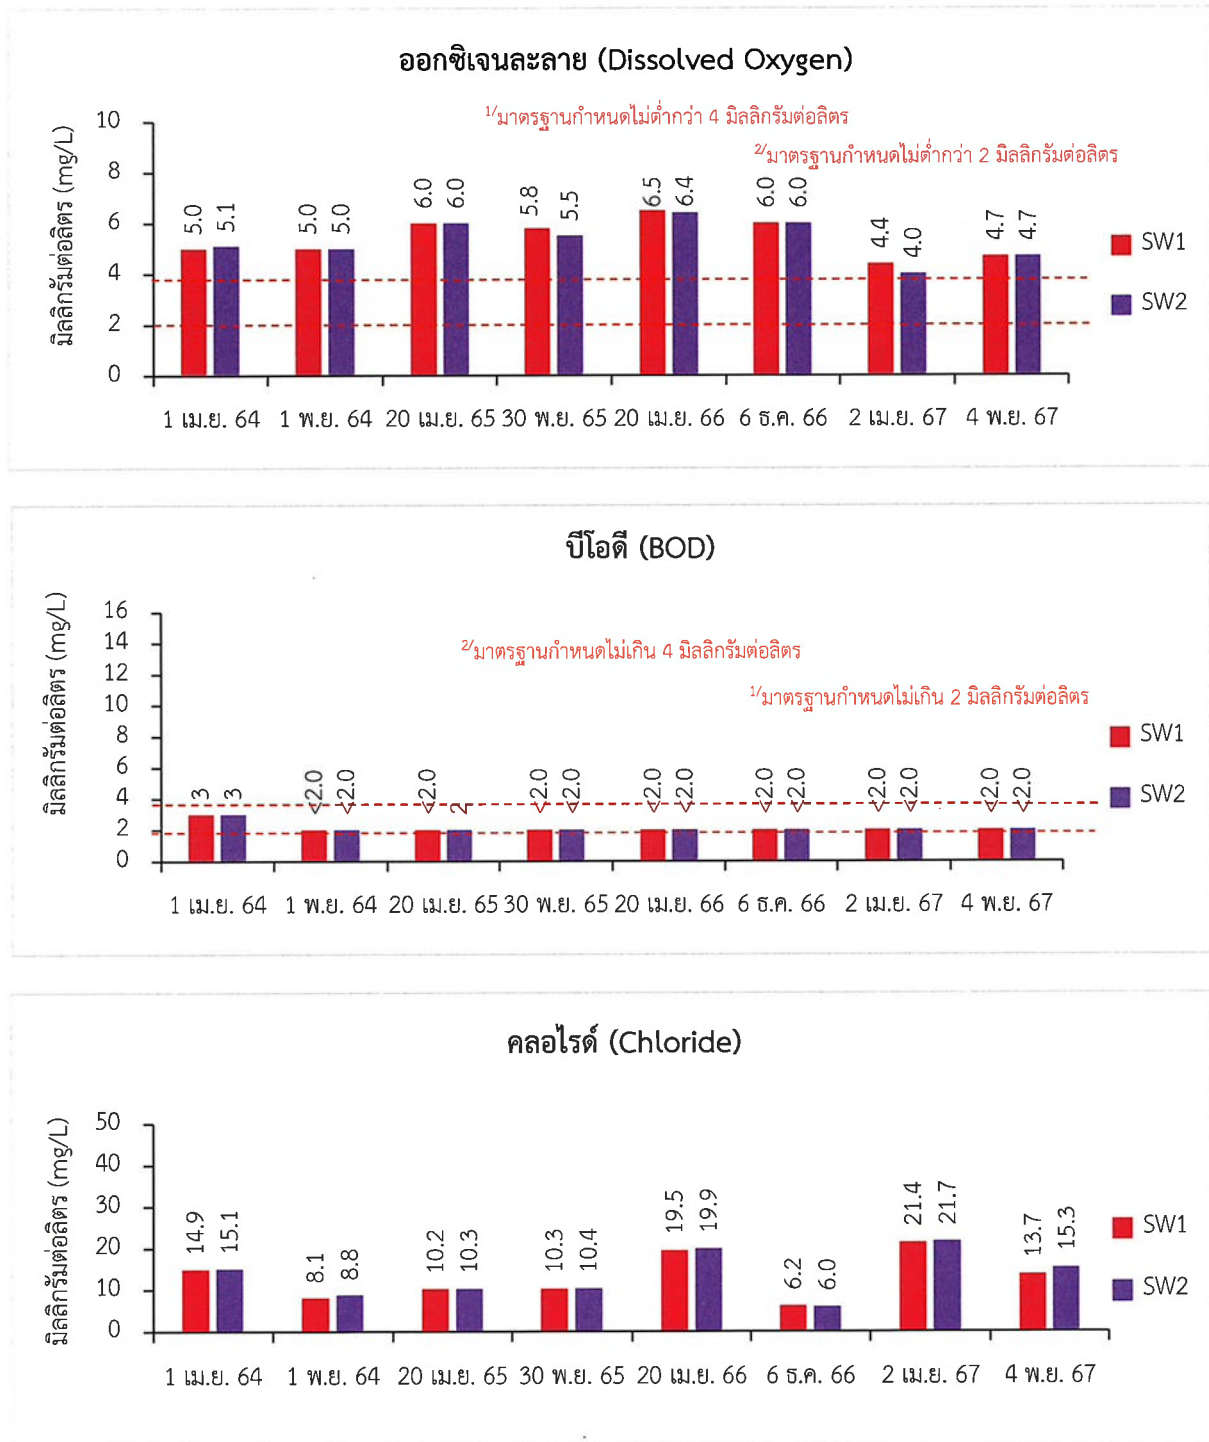 ออกซิเจนละลาย (Dissolved Oxygen)
1/มาตรฐานกำหนดไม่ต่ำกว่า 4 มิลลิกรัมต่อลิตร
2/มาตรฐานกำหนดไม่ต่ำกว่า 2 มิลลิกรัมต่อลิตร
มิลลิกรัมต่อลิตร (mg/L)
10
8
6
4
2
0
5.0 5.1 5.0 5.0 6.0 6.0 5.8 5.5 6.5 6.4 6.0 6.0 4.4 4.0 4.7 4.7
SW1
SW2
1 เม.ย. 64 1 พ.ย. 64 20 เม.ย. 65 30 พ.ย. 65 20 เม.ย. 66 6 ธ.ค. 66 2 เม.ย. 67 4 พ.ย. 67
บีโอดี (BOD)
2/มาตรฐานกำหนดไม่เกิน 4 มิลลิกรัมต่อลิตร
1/มาตรฐานกำหนดไม่เกิน 2 มิลลิกรัมต่อลิตร
มิลลิกรัมต่อลิตร (mg/L)
16
14
12
10
8
6
4
2
0
3 3 <2.0 <2.0 <2.0 2 <2.0 <2.0 <2.0 <2.0 <2.0 <2.0 <2.0 <2.0 <2.0 <2.0
SW1
SW2
1 เม.ย. 64 1 พ.ย. 64 20 เม.ย. 65 30 พ.ย. 65 20 เม.ย. 66 6 ธ.ค. 66 2 เม.ย. 67 4 พ.ย. 67
คลอไรด์ (Chloride)
มิลลิกรัมต่อลิตร (mg/L)
50
40
30
20
10
0
14.9 15.1 8.1 8.8 10.2 10.3 10.3 10.4 19.5 19.9 6.2 6.0 21.4 21.7 13.7 15.3
SW1
SW2
1 เม.ย. 64 1 พ.ย. 64 20 เม.ย. 65 30 พ.ย. 65 20 เม.ย. 66 6 ธ.ค. 66 2 เม.ย. 67 4 พ.ย. 67